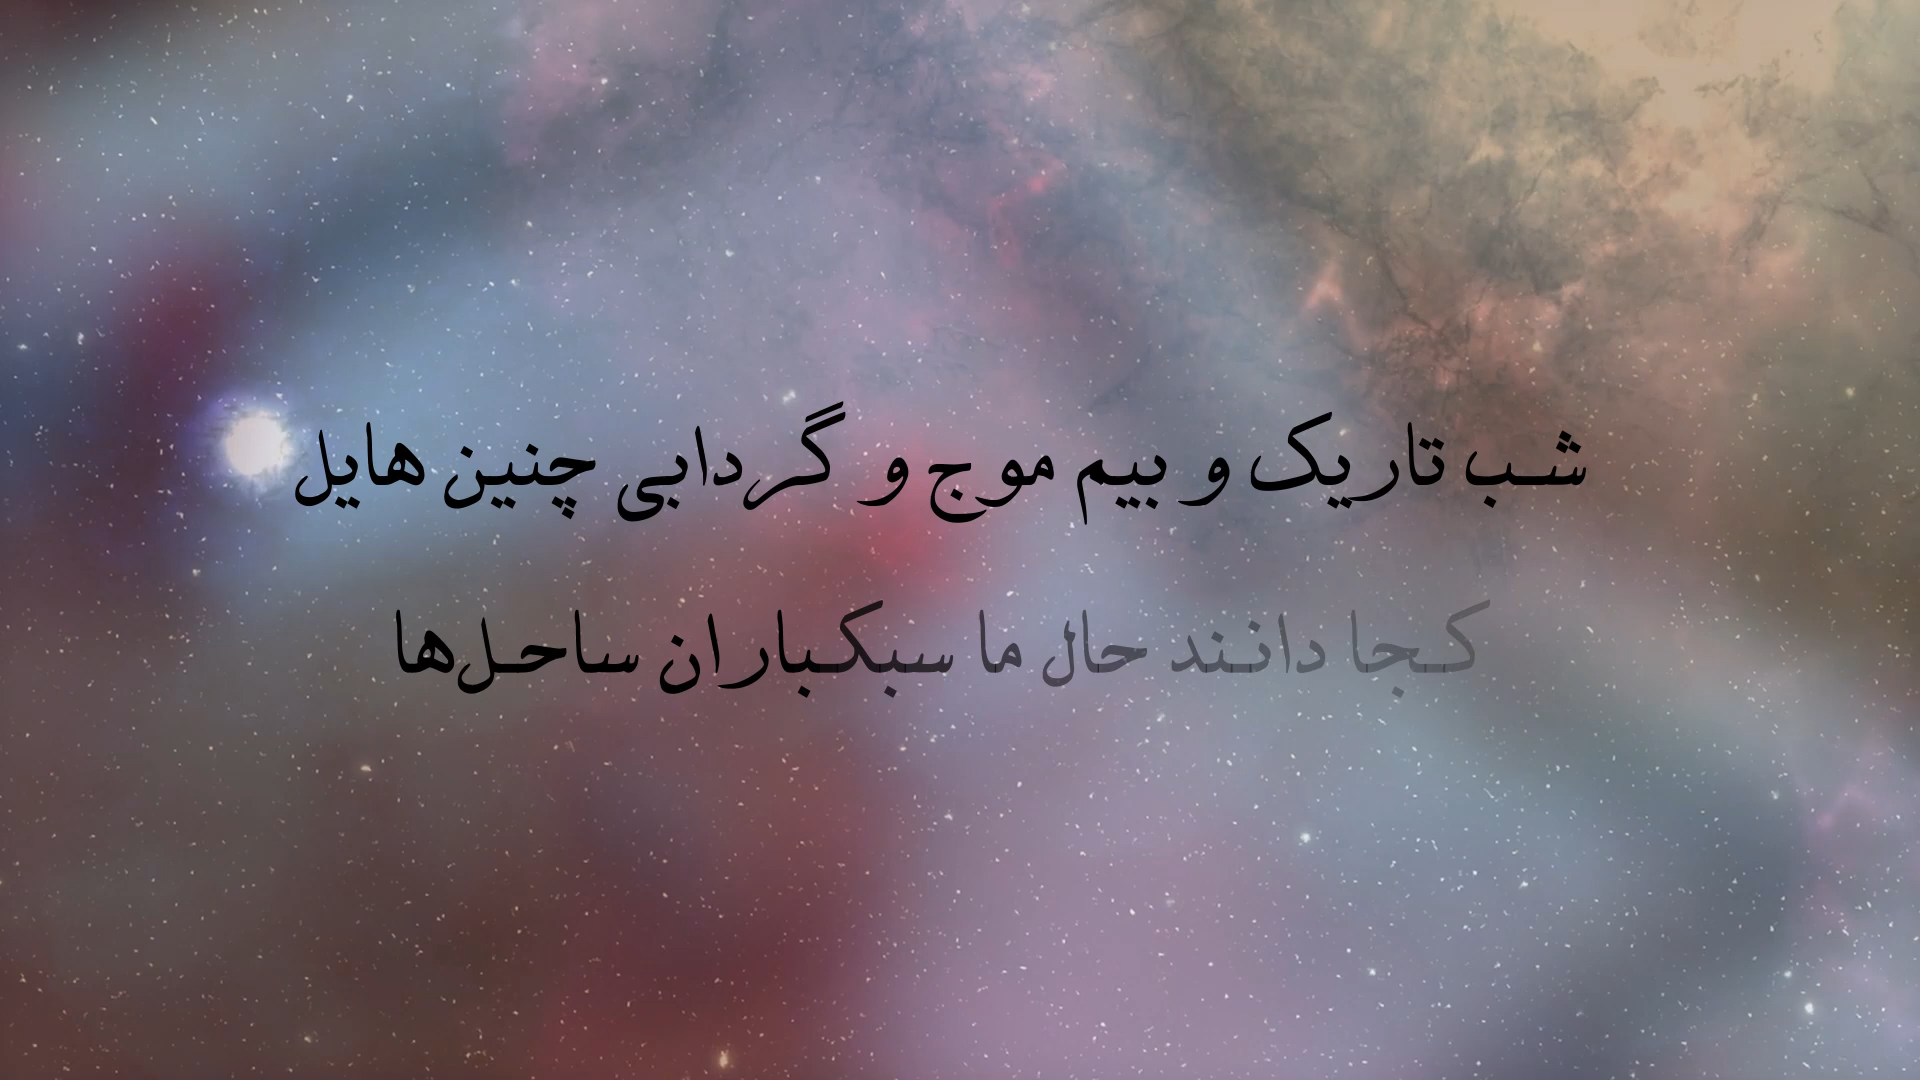 شب تاریک و بیم موج و گردابی چنین هایل
کجا دانند حال ما سبکباران ساحل‌ها